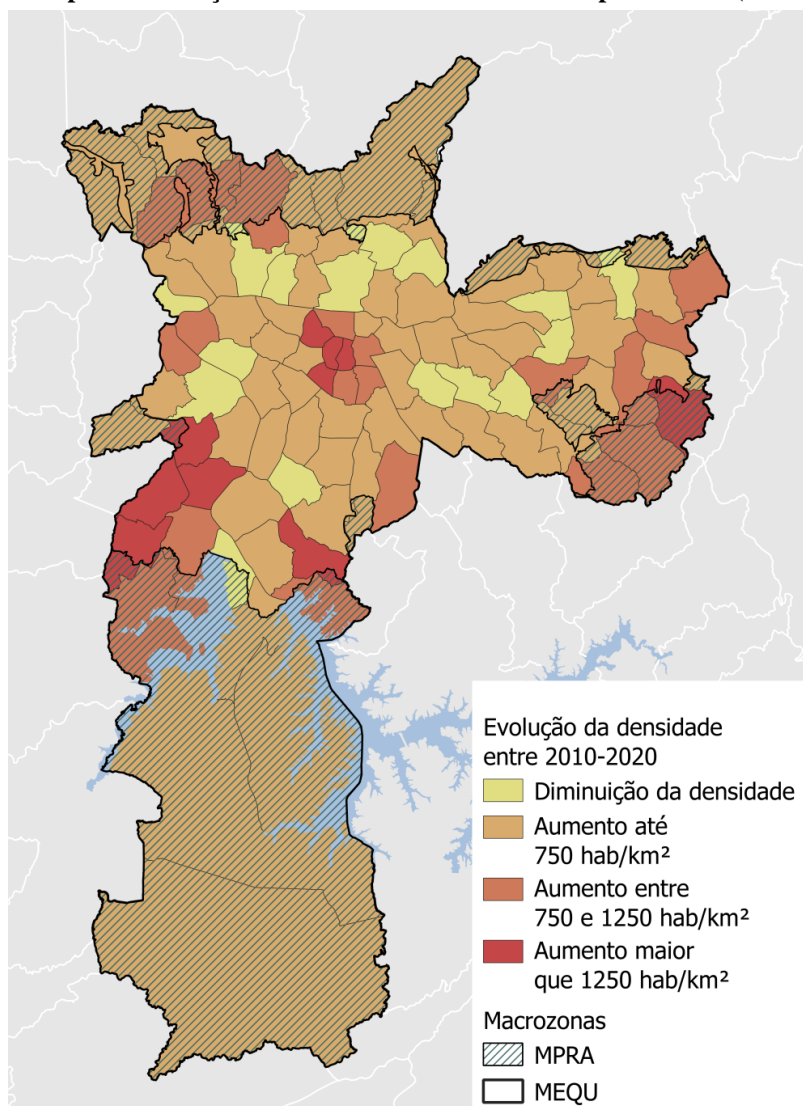 Evolução da densidade
entre 2010-2020
Diminuição da densidade
Aumento até
750 hab/km²
Aumento entre
750 e 1250 hab/km²
Aumento maior
que 1250 hab/km²
Macrozonas
MPRA
MEQU